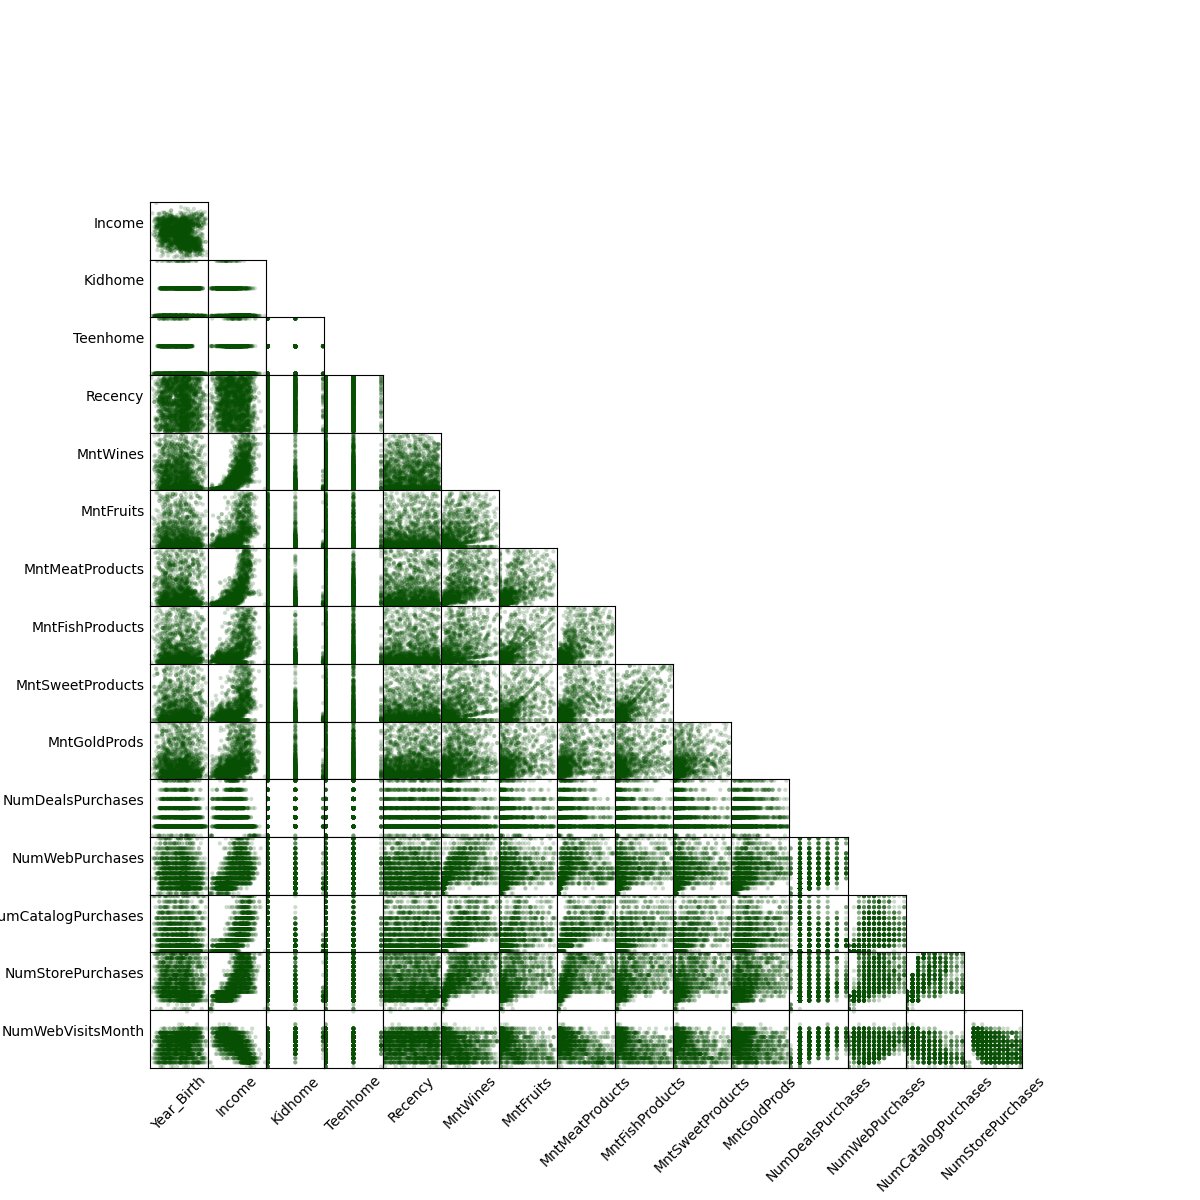 Income
Kidhome
Teenhome
Recency
MntWines
MntFruits
MntMeatProducts
MntFishProducts
MntSweetProducts
MntGoldProds
NumDealsPurchases
NumWebPurchases
umCatalogPurchases
NumStorePurchases
NumWebVisitsMonth
Year_Birth
Income
Kidhome
Teenhome
Recency
MntWines
MntFruits
MntMeatProducts
MntFishProducts
MntSweetProducts
MntGoldProds
NumDealsPurchases
NumWebPurchases
NumCatalogPurchases
NumStorePurchases